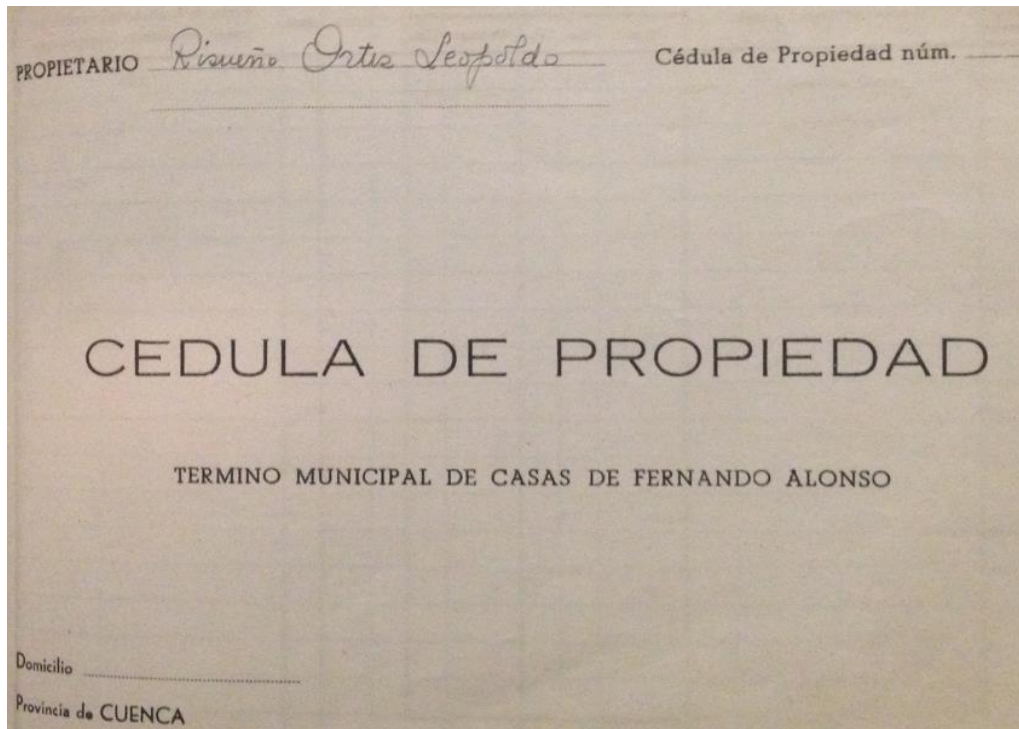 PROPIETARIO Risueño Ortiz Leopoldo Cédula de Propiedad núm.
CEDULA DE PROPIEDAD
TERMINO MUNICIPAL DE CASAS DE FERNANDO ALONSO
Domicilio
Provincia de CUENCA